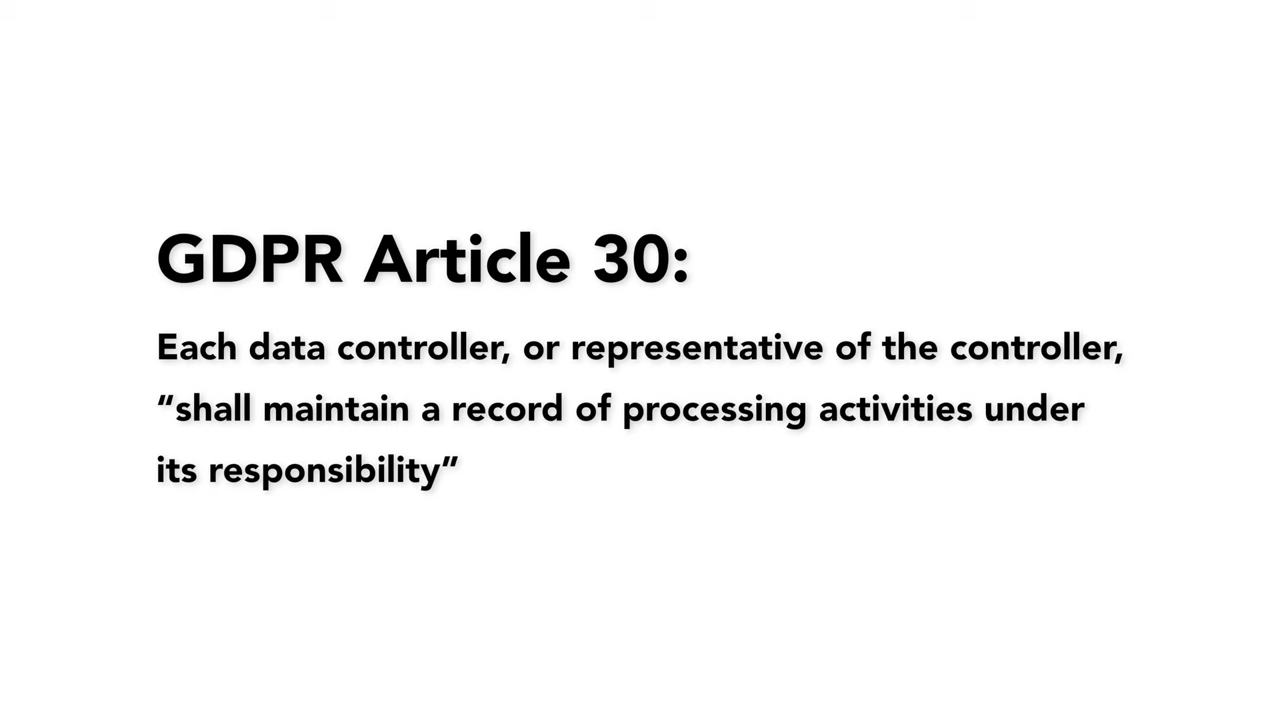 GDPR Article 30:
Each data controller, or representative of the controller,
“shall maintain a record of processing activities under
its responsibility”